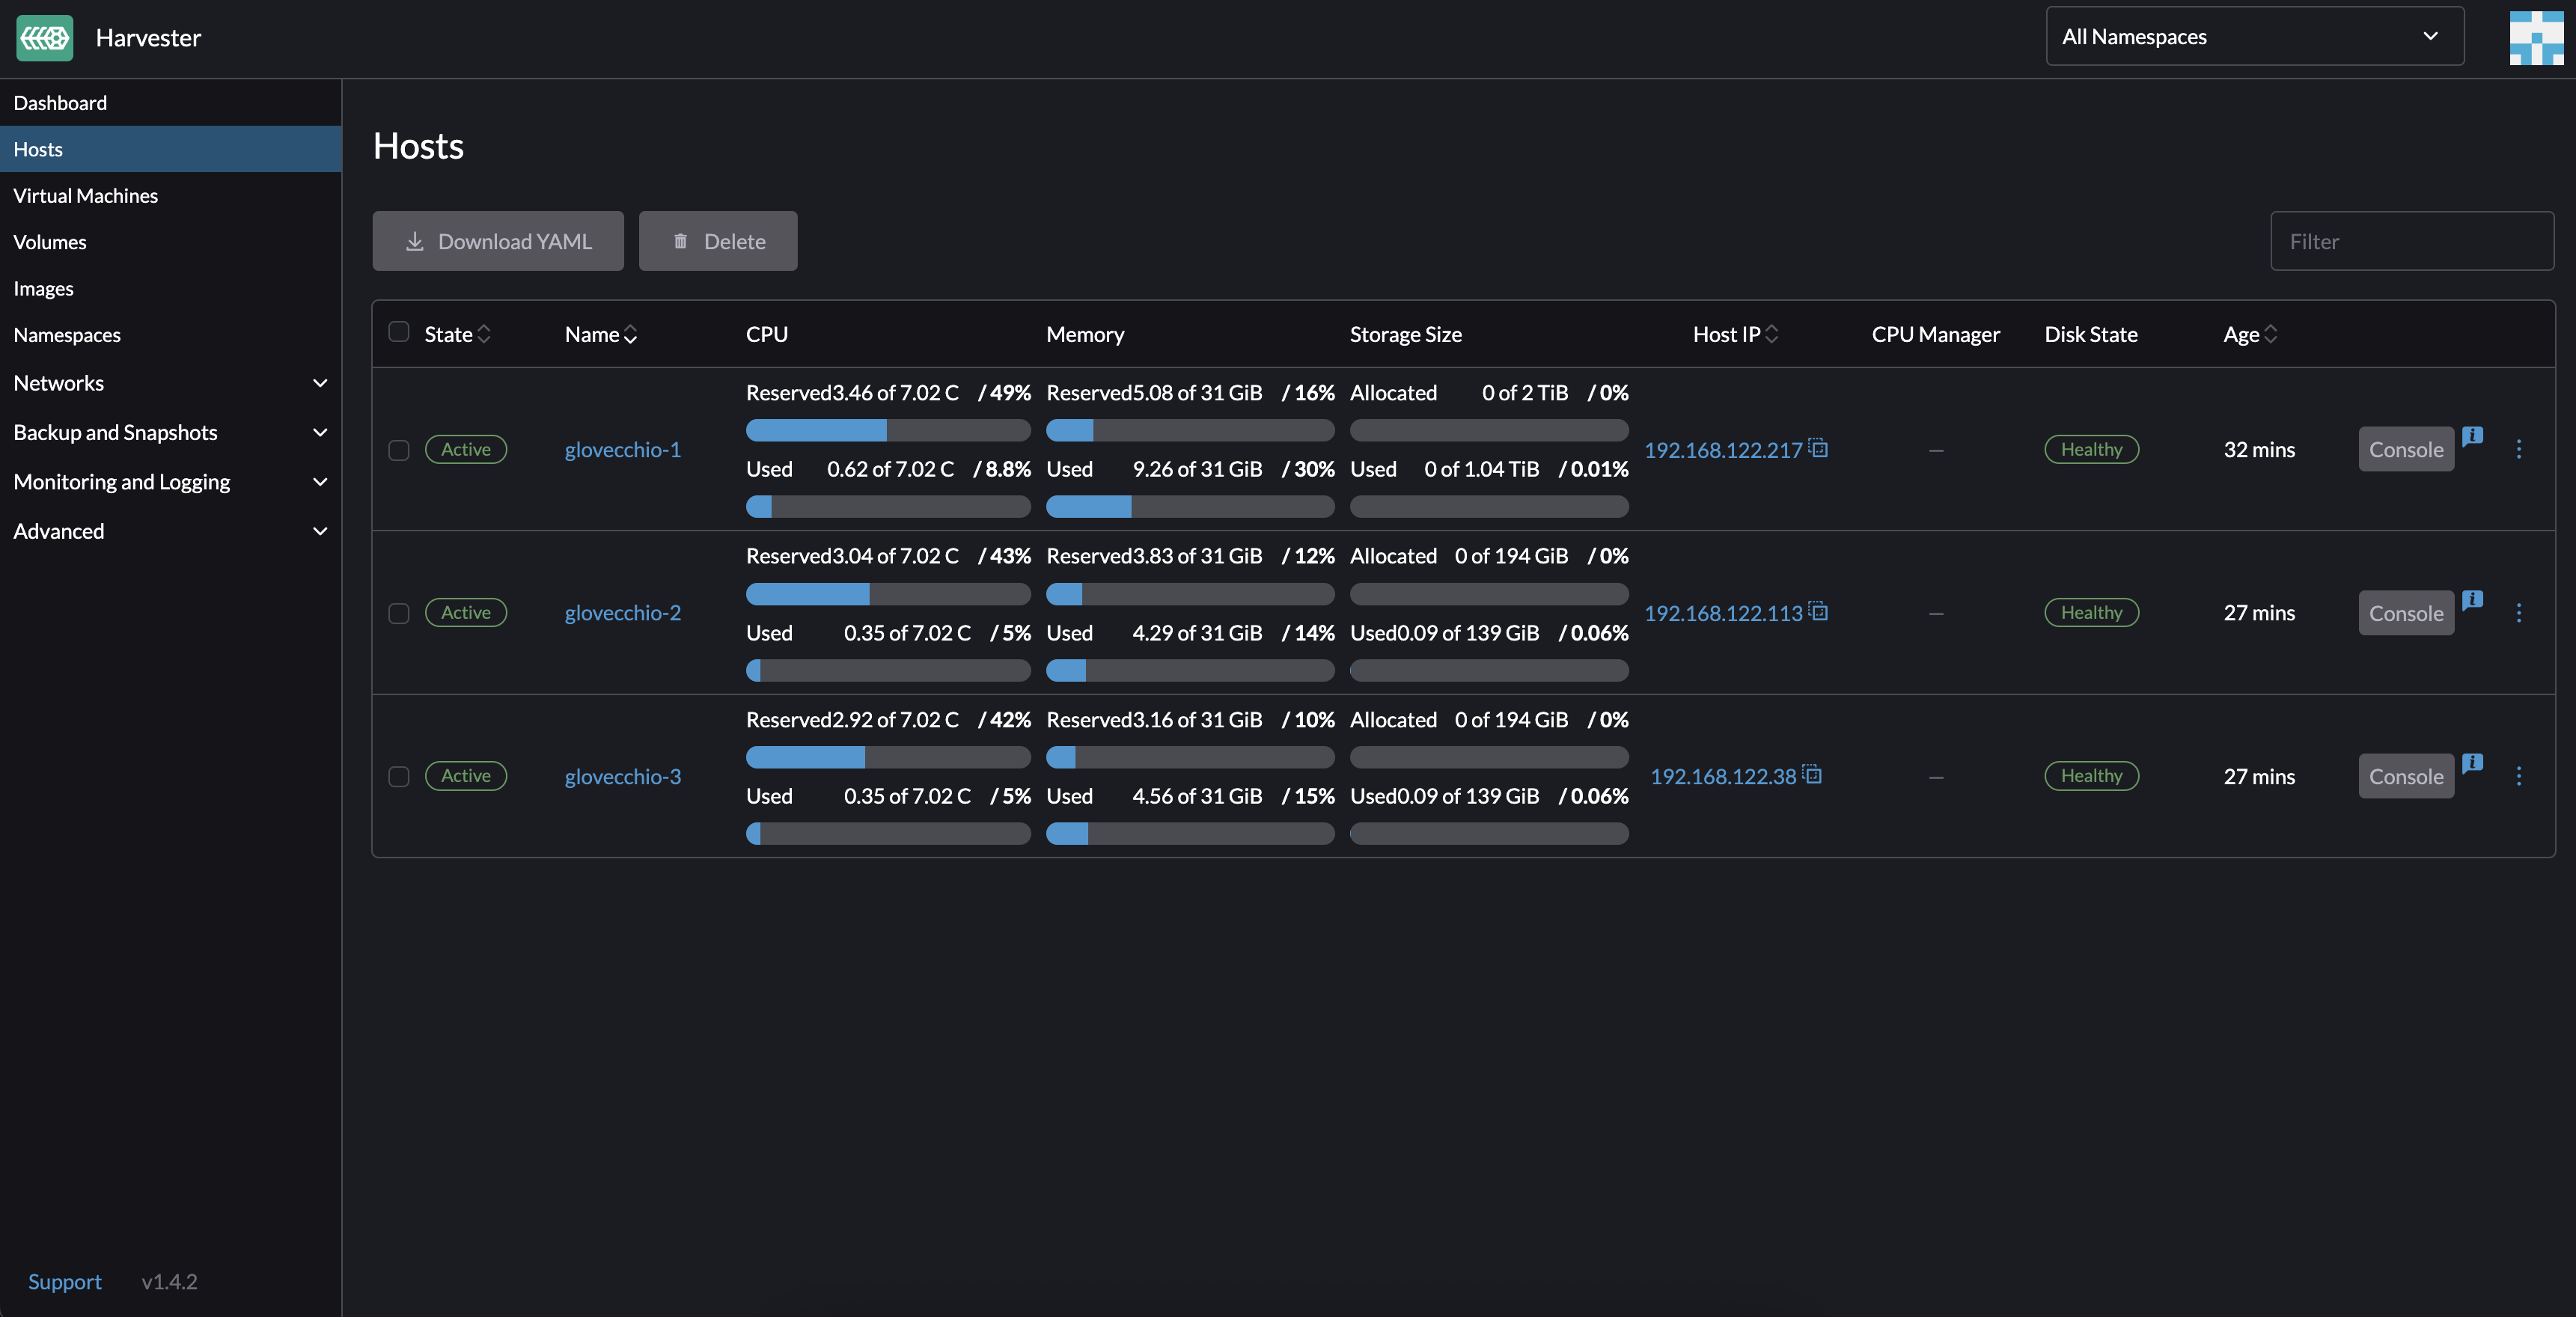 Harvester
All Namespaces
Dashboard
Hosts
Virtual Machines
Volumes
Images
Namespaces
Networks
Backup and Snapshots
Monitoring and Logging
Advanced
Support v1.4.2
Hosts
Download YAML Delete Filter
State Name CPU Memory Storage Size Host IP CPU Manager Disk State Age
Reserved3.46 of 7.02 C / 49% Reserved5.08 of 31 GiB / 16% Allocated 0 of 2 TiB / 0%
Active glovecchio-1 192.168.122.217 — Healthy 32 mins Console
Used 0.62 of 7.02 C / 8.8% Used 9.26 of 31 GiB / 30% Used 0 of 1.04 TiB / 0.01%
Reserved3.04 of 7.02 C / 43% Reserved3.83 of 31 GiB / 12% Allocated 0 of 194 GiB / 0%
Active glovecchio-2 192.168.122.113 — Healthy 27 mins Console
Used 0.35 of 7.02 C / 5% Used 4.29 of 31 GiB / 14% Used0.09 of 139 GiB / 0.06%
Reserved2.92 of 7.02 C / 42% Reserved3.16 of 31 GiB / 10% Allocated 0 of 194 GiB / 0%
Active glovecchio-3 192.168.122.38 — Healthy 27 mins Console
Used 0.35 of 7.02 C / 5% Used 4.56 of 31 GiB / 15% Used0.09 of 139 GiB / 0.06%